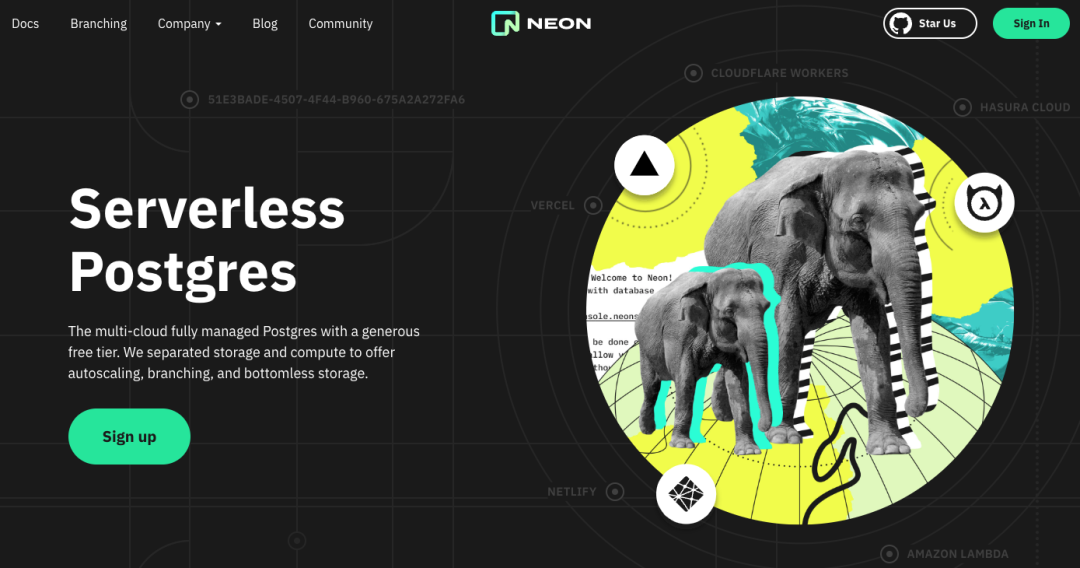 Docs
Branching
Company
Blog
Community
NEON
Star Us
Sign In
CLOUDFLARE WORKERS
51E3BADE-4507-4F44-B960-675A2A272FA6
HASURA CLOUD
VERCEL
Serverless
Postgres
Welcome to Neon!
with database
sole.neons
be done
The multi-cloud fully managed Postgres with a generous
free tier. We separated storage and compute to offer
autoscaling, branching, and bottomless storage.
Sign up
NETLIFY
AMAZON LAMBDA